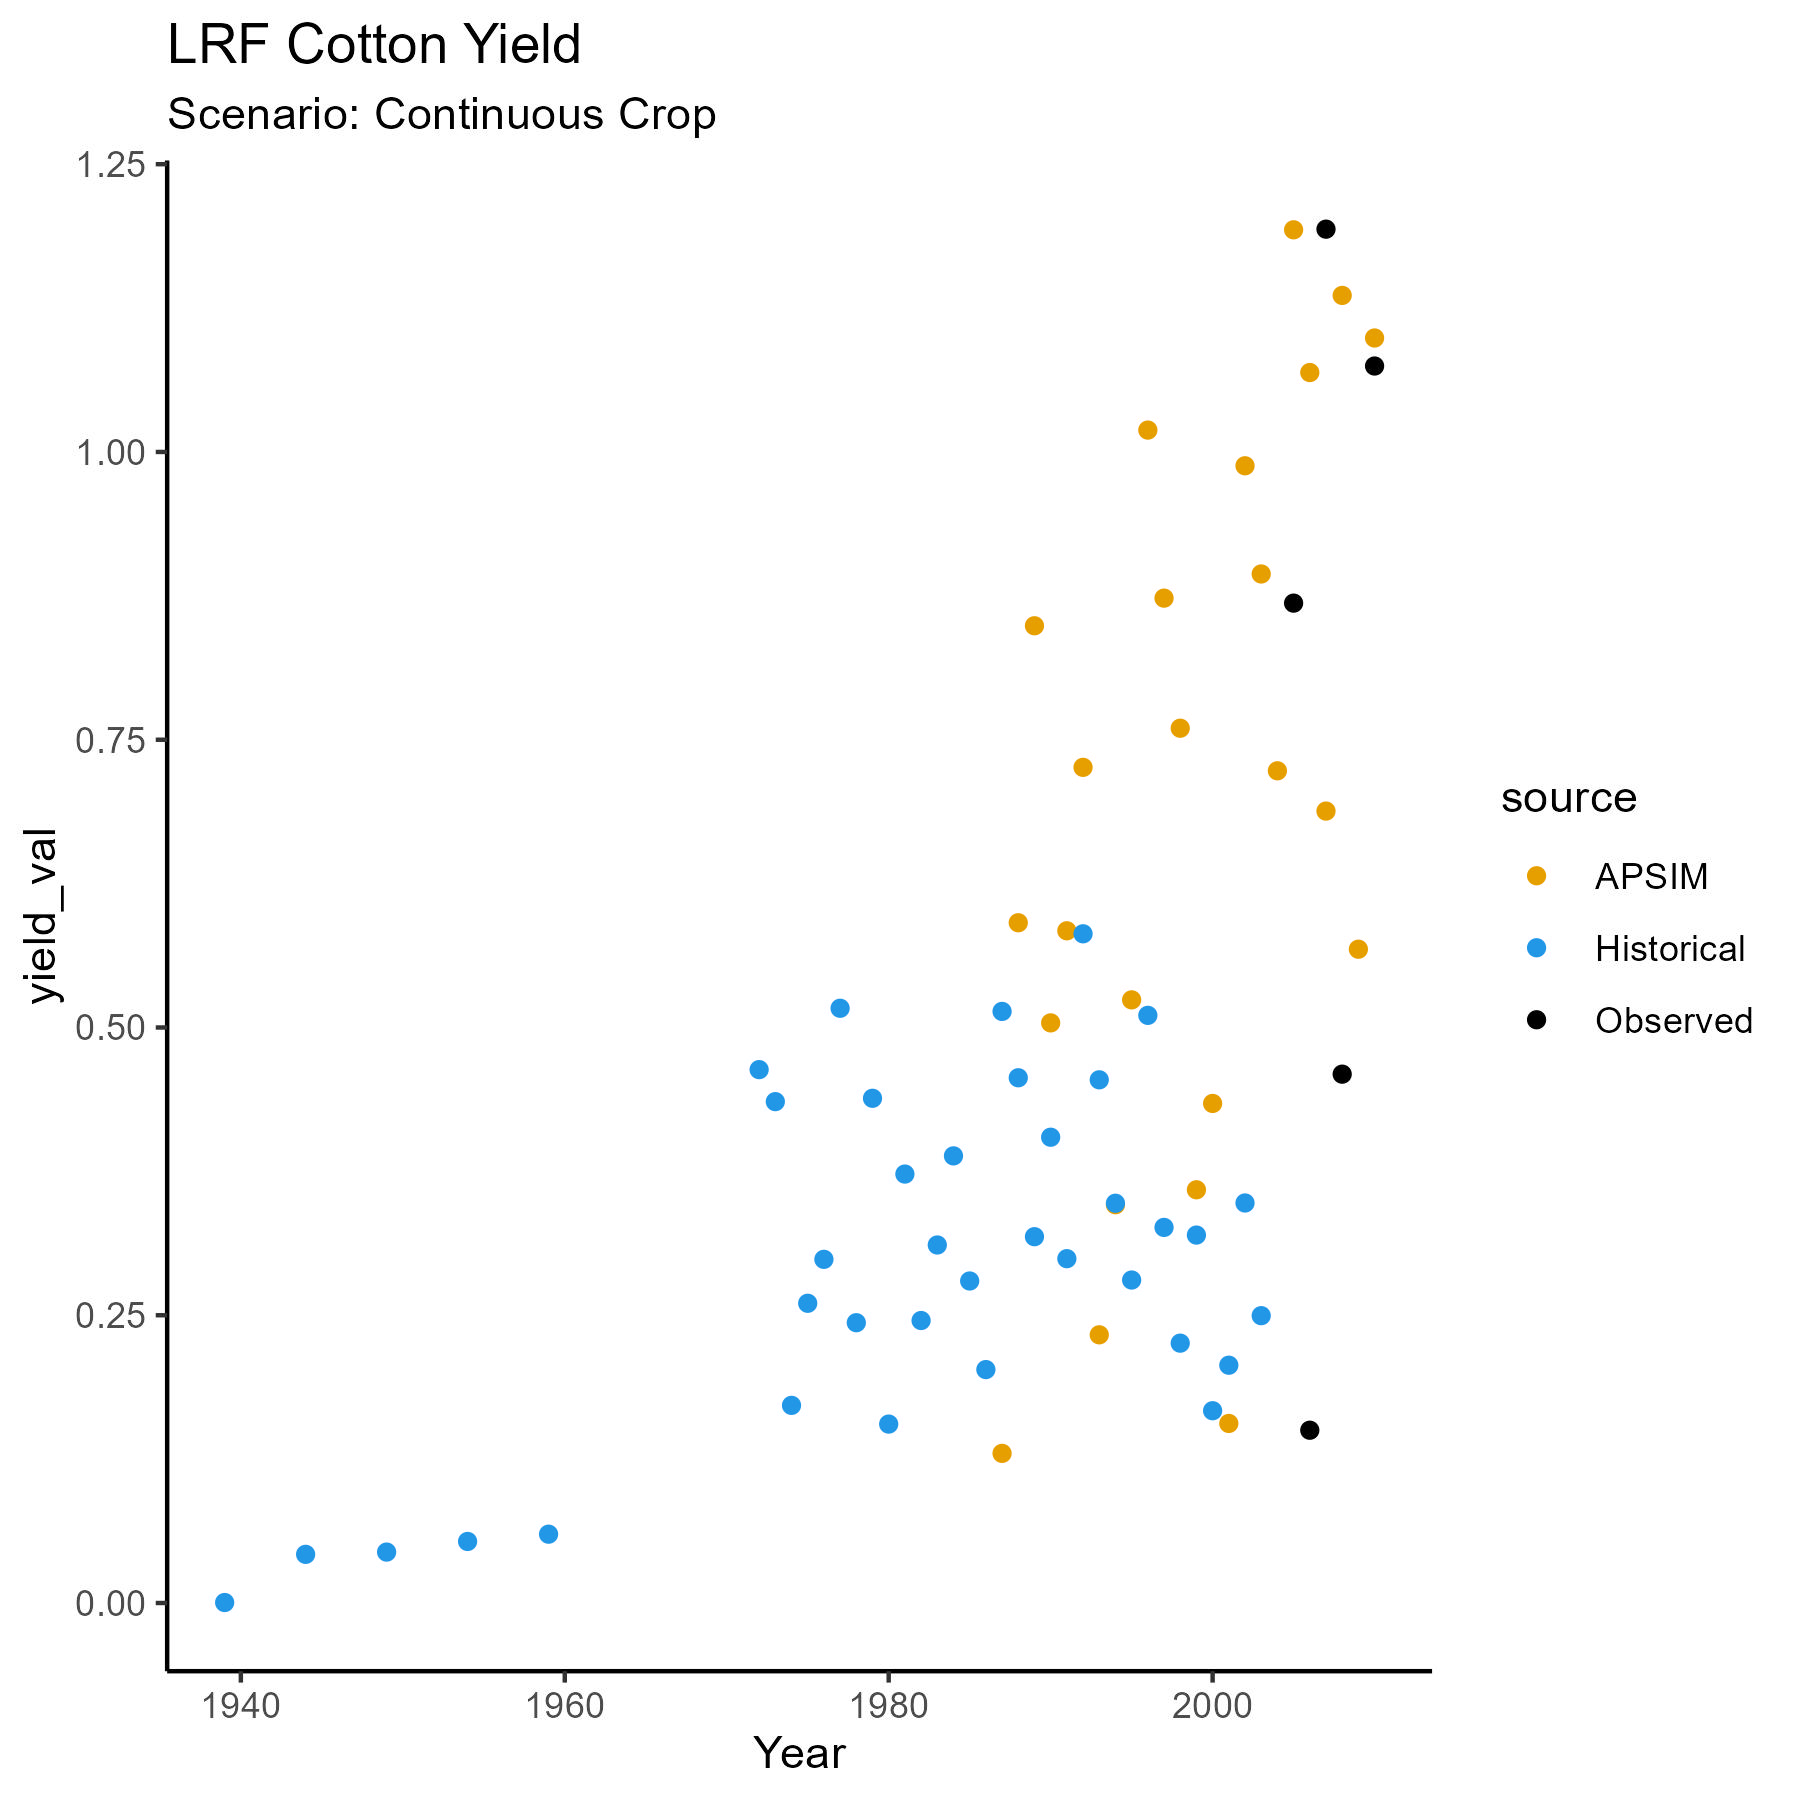 LRF Cotton Yield
Scenario: Continuous Crop
1.25
1.00
0.75
0.50
0.25
0.00
yield_val
1940 1960 1980 2000
Year
source
APSIM
Historical
Observed